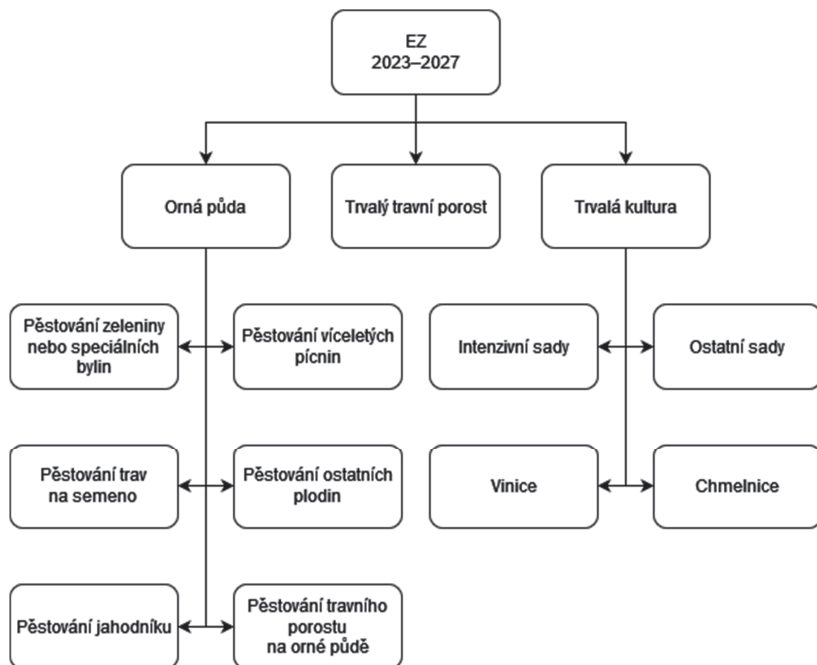 EZ
2023–2027
Orná půda
Trvalý travní porost
Trvalá kultura
Pěstování zeleniny
nebo speciálních
bylin
Pěstování víceletých
pícnin
Intenzivní sady
Ostatní sady
Pěstování trav
na semeno
Pěstování ostatních
plodin
Vinice
Chmelnice
Pěstování jahodníku
Pěstování travního
porostu
na orné půdě